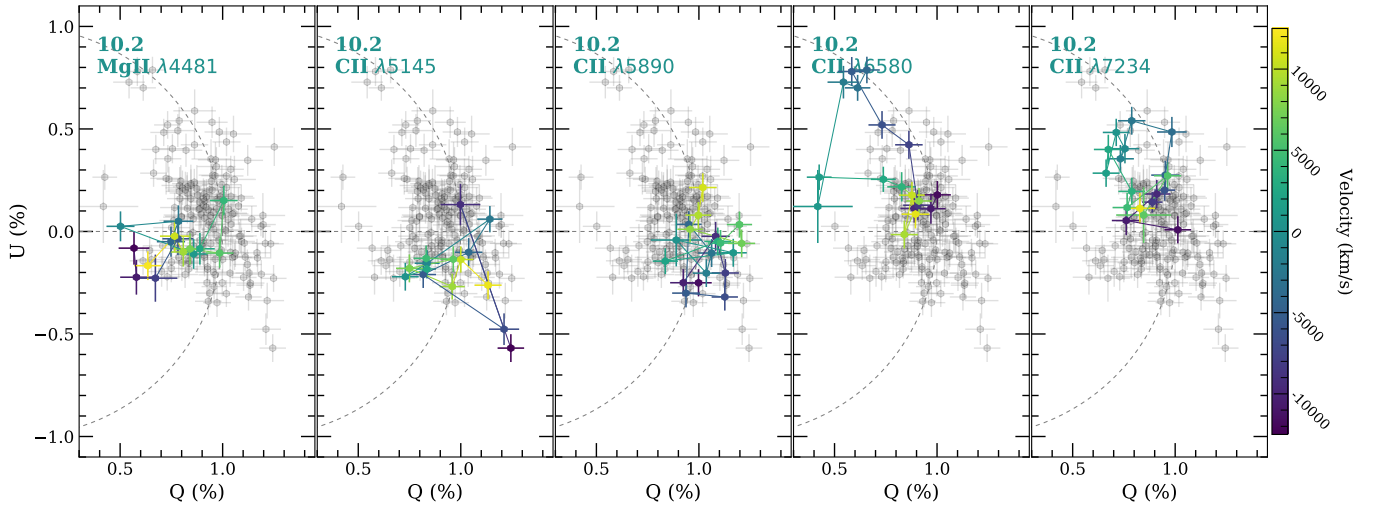 10.2
MgII λ4481
10.2
CII λ5145
10.2
CII λ5890
10.2
CII λ6580
10.2
CII λ7234
1.0
0.5
0.0
−0.5
−1.0
U (%)
0.5 1.0
0.5 1.0
0.5 1.0
0.5 1.0
0.5 1.0
Q (%)
Q (%)
Q (%)
Q (%)
Q (%)
10000
5000
0
-5000
-10000
Velocity (km/s)